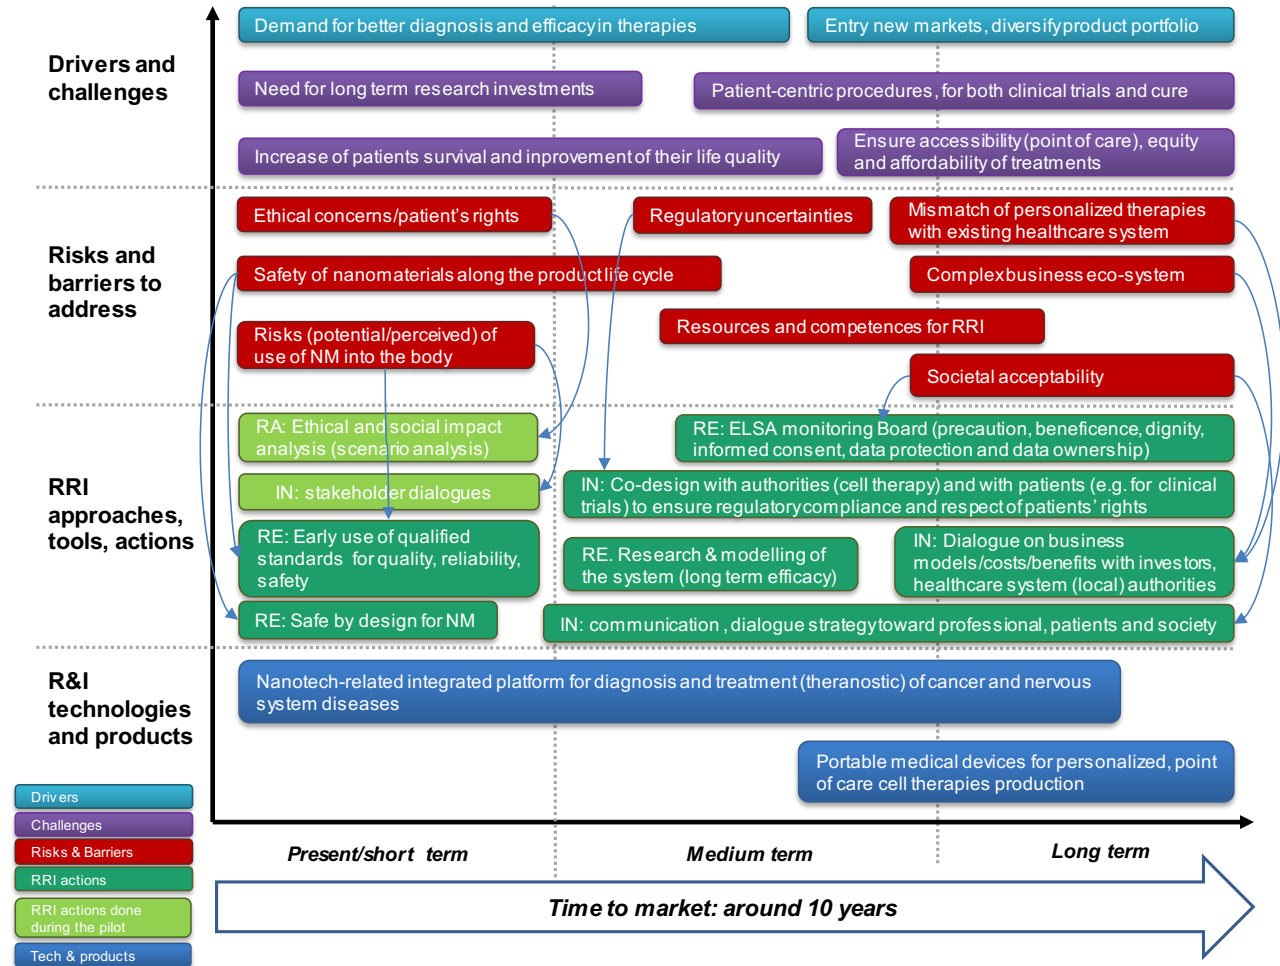 Drivers and
challenges
Demand for better diagnosis and efficacy in therapies
Entry new markets, diversify product portfolio
Need for long term research investments
Patient-centric procedures, for both clinical trials and cure
Increase of patients survival and inprovement of their life quality
Ensure accessibility (point of care), equity
and affordability of treatments
Risks and
barriers to
address
Ethical concerns/patient's rights
Regulatory uncertainties
Mismatch of personalized therapies
with existing healthcare system
Safety of nanomaterials along the product life cycle
Complex business eco-system
Risks (potential/perceived) of
use of NM into the body
Resources and competences for RRI
Societal acceptability
RRI
approaches,
tools, actions
RA: Ethical and social impact
analysis (scenario analysis)
RE: ELSA monitoring Board (precaution, beneficence, dignity,
informed consent, data protection and data ownership)
IN: stakeholder dialogues
IN: Co-design with authorities (cell therapy) and with patients (e.g. for clinical
trials) to ensure regulatory compliance and respect of patients' rights
RE: Early use of qualified
standards for quality, reliability,
safety
RE. Research & modelling of
the system (long term efficacy)
IN: Dialogue on business
models/costs/benefits with investors,
healthcare system (local) authorities
RE: Safe by design for NM
IN: communication , dialogue strategy toward professional, patients and society
R&I
technologies
and products
Nanotech-related integrated platform for diagnosis and treatment (theranostic) of cancer and nervous
system diseases
Portable medical devices for personalized, point
of care cell therapies production
Drivers
Challenges
Risks & Barriers
RRI actions
RRI actions done
during the pilot
Tech & products
Present/short term
Medium term
Long term
Time to market: around 10 years